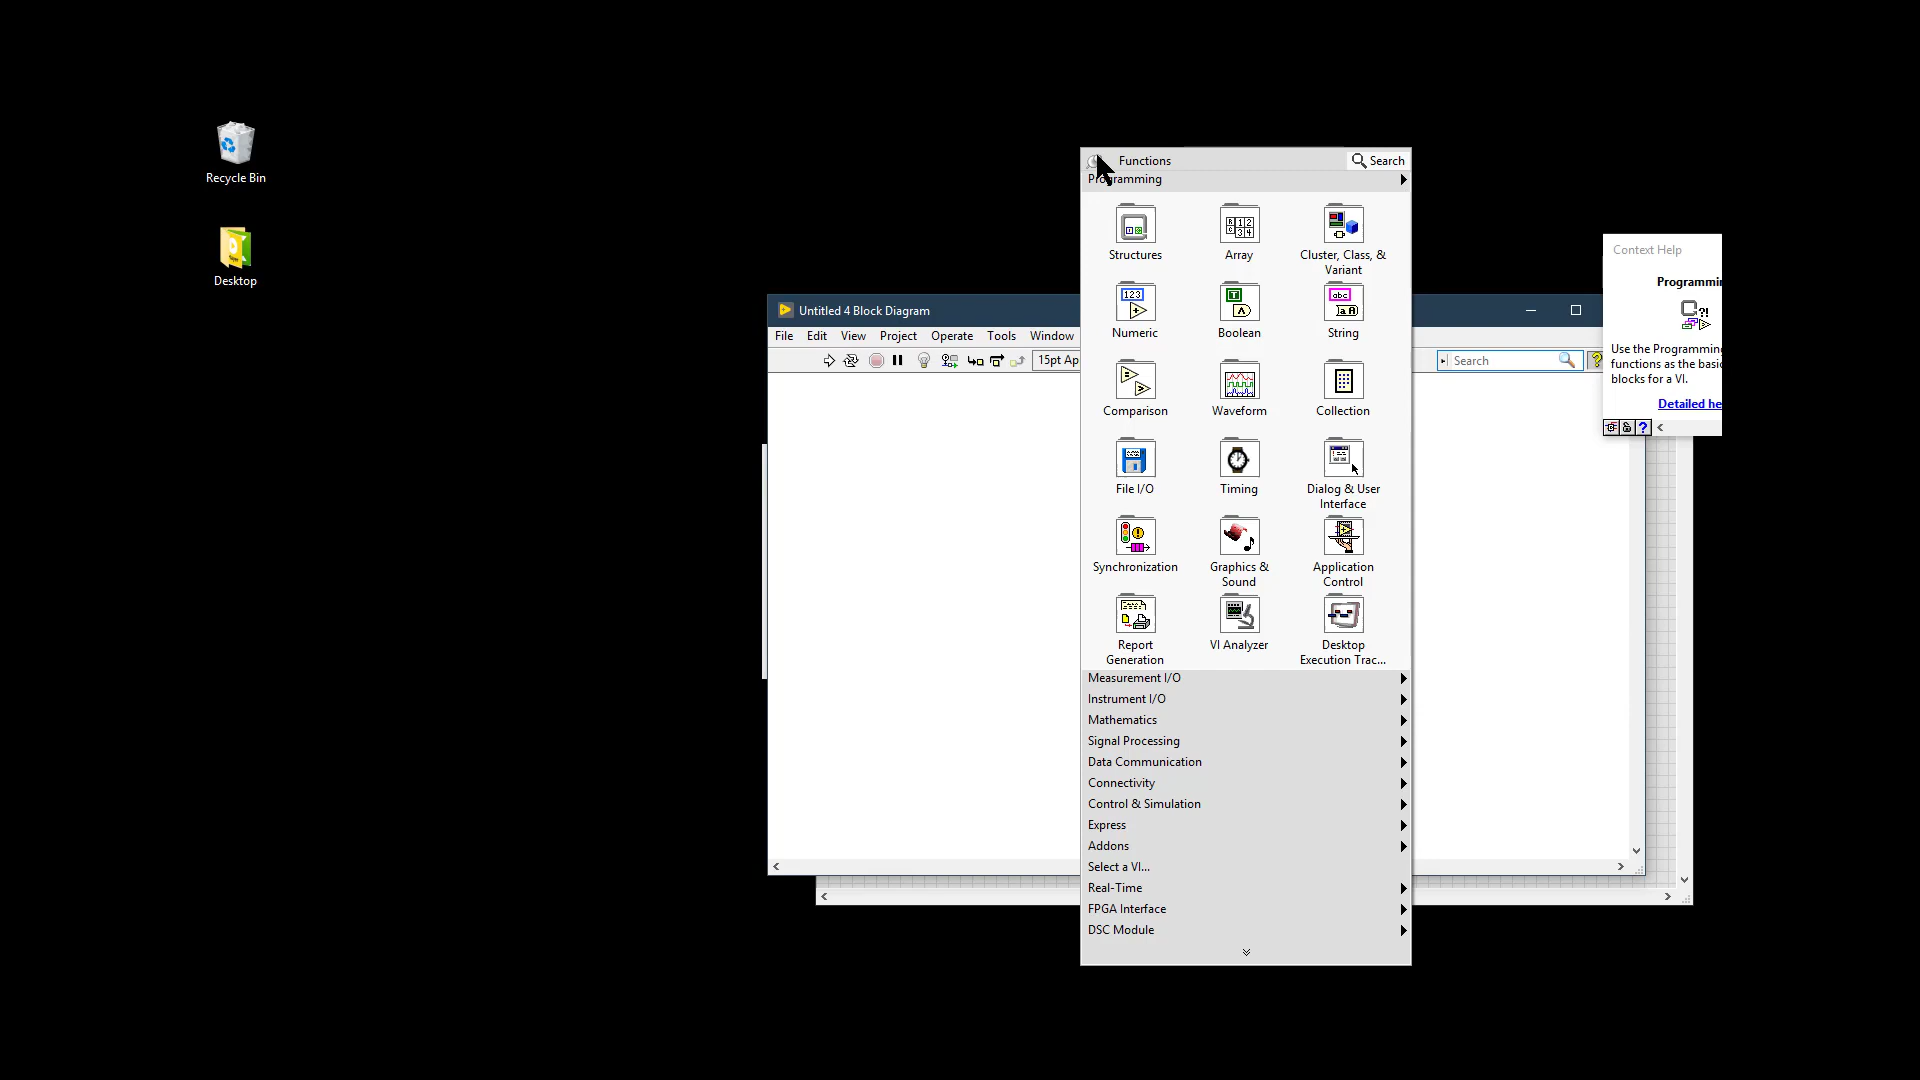 Recycle Bin
Desktop
Functions
Search
Programming
Structures
Array
Cluster, Class, &
Variant
Numeric
Boolean
String
Comparison
Waveform
Collection
File I/O
Timing
Dialog & User
Interface
Synchronization
Graphics &
Sound
Application
Control
Report
Generation
VI Analyzer
Desktop
Execution Trac...
Measurement I/O
Instrument I/O
Mathematics
Signal Processing
Data Communication
Connectivity
Control & Simulation
Express
Addons
Select a VI...
Real-Time
FPGA Interface
DSC Module
Untitled 4 Block Diagram
File Edit View Project Operate Tools Window
15pt Ap
Search
Context Help
Programmin
Use the Programming
functions as the basic
blocks for a VI.
Detailed he